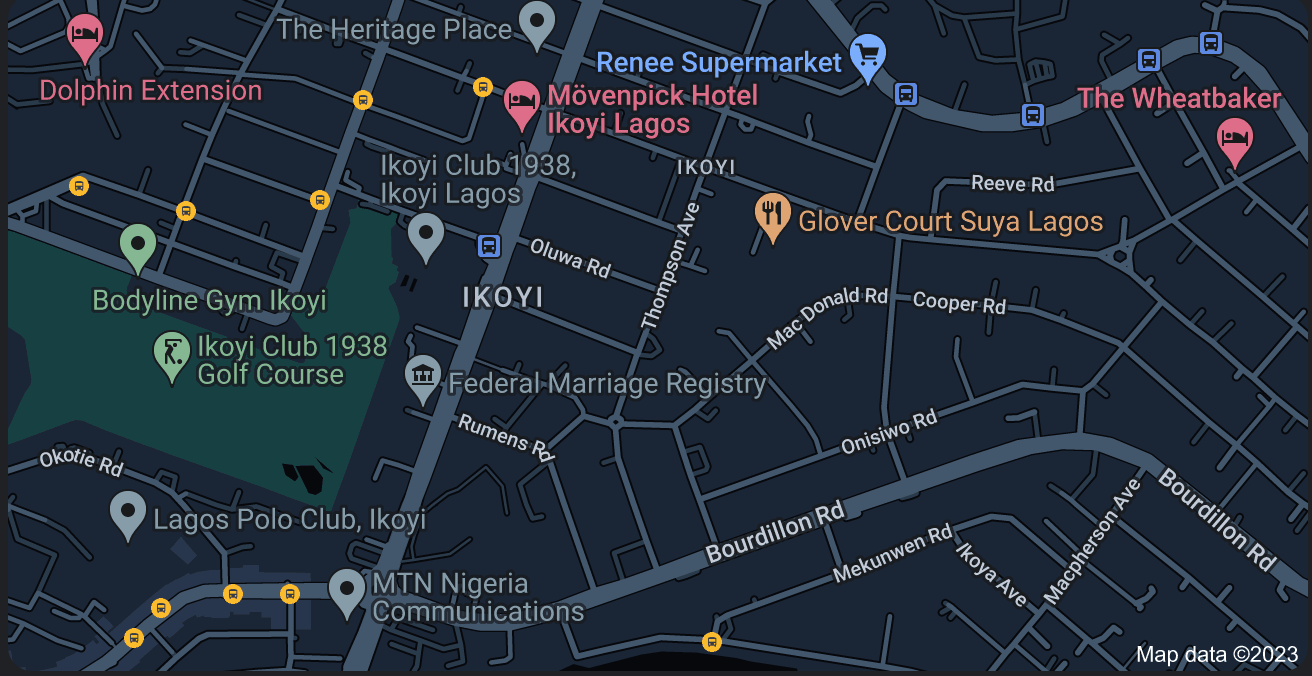 The Heritage Place
Renee Supermarket
Dolphin Extension
Mövenpick Hotel
Ikoyi Lagos
The Wheatbaker
Ikoyi Club 1938,
Ikoyi Lagos
IKOYI
Reeve Rd
Glover Court Suya Lagos
Thompson Ave
Oluwa Rd
Bodyline Gym Ikoyi
IKOYI
Mac Donald Rd
Cooper Rd
Ikoyi Club 1938
Golf Course
Federal Marriage Registry
Rumens Rd
Onisiwo Rd
Okotie Rd
Lagos Polo Club, Ikoyi
Bourdillon Rd
Bourdillon Rd
Macpherson Ave
Mekunwen Rd
Ikoya Ave
MTN Nigeria
Communications
Map data ©2023